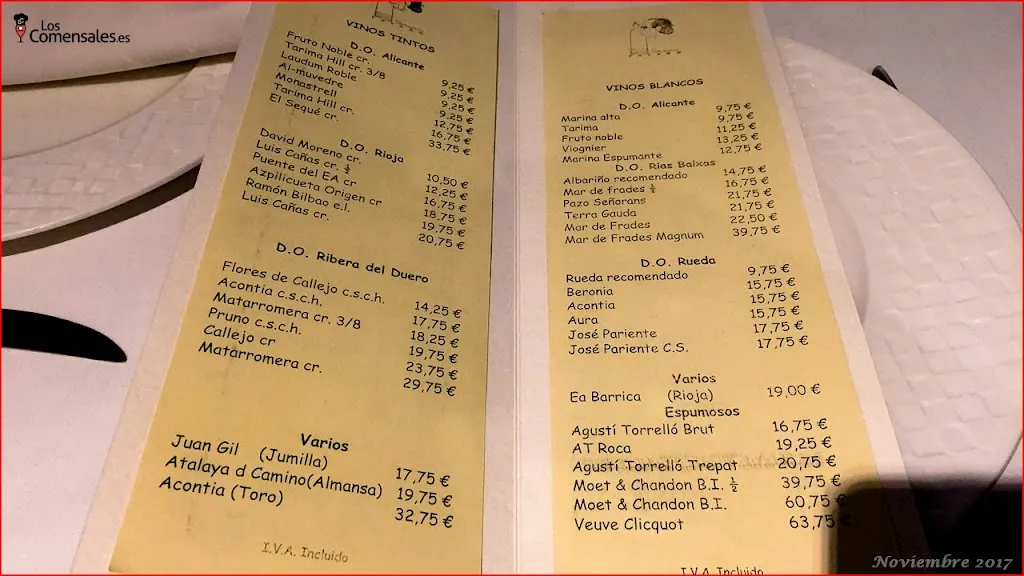 Los
Comensales.es
VINOS TINTOS
D.O. Alicante
Fruto Noble cr. 9,25 €
Tarima Hill cr. 3/8 9,25 €
Laudum Roble 9,25 €
Al-muvedre 9,25 €
Monastrell 12,75 €
Tarima Hill cr. 16,75 €
El Sequé cr. 33,75 €
D.O. Rioja
David Moreno cr. 10,50 €
Luis Cañas cr. ½ 12,25 €
Puente del EA cr 16,75 €
Azpilicueta Origen cr 18,75 €
Ramón Bilbao e.l. 19,75 €
Luis Cañas cr. 20,75 €
D.O. Ribera del Duero
Flores de Callejo c.s.c.h. 14,25 €
Acontia c.s.c.h. 17,75 €
Matarromera cr. 3/8 18,25 €
Pruno c.s.c.h. 19,75 €
Callejo cr 23,75 €
Matarromera cr. 29,75 €
Varios
Juan Gil (Jumilla) 17,75 €
Atalaya d Camino(Almansa) 19,75 €
Acontia (Toro) 32,75 €
I.V.A. Incluido
VINOS BLANCOS
D.O. Alicante
Marina alta 9,75 €
Tarima 9,75 €
Fruto noble 11,25 €
Viognier 13,25 €
Marina Espumante 12,75 €
D.O. Rías Baixas
Albariño recomendado 14,75 €
Mar de frades ½ 16,75 €
Pazo Señorans 21,75 €
Terra Gauda 21,75 €
Mar de Frades 22,50 €
Mar de Frades Magnum 39,75 €
D.O. Rueda
Rueda recomendado 9,75 €
Beronia 15,75 €
Acontia 15,75 €
Aura 15,75 €
José Pariente 17,75 €
José Pariente C.S. 17,75 €
Varios
Ea Barrica (Rioja) 19,00 €
Espumosos
Agustí Torrelló Brut 16,75 €
AT Roca 19,25 €
Agustí Torrelló Trepat 20,75 €
Moet & Chandon B.I. ½ 39,75 €
Moet & Chandon B.I. 60,75 €
Veuve Clicquot 63,75 €
I.V.A. Incluido
Noviembre 2017